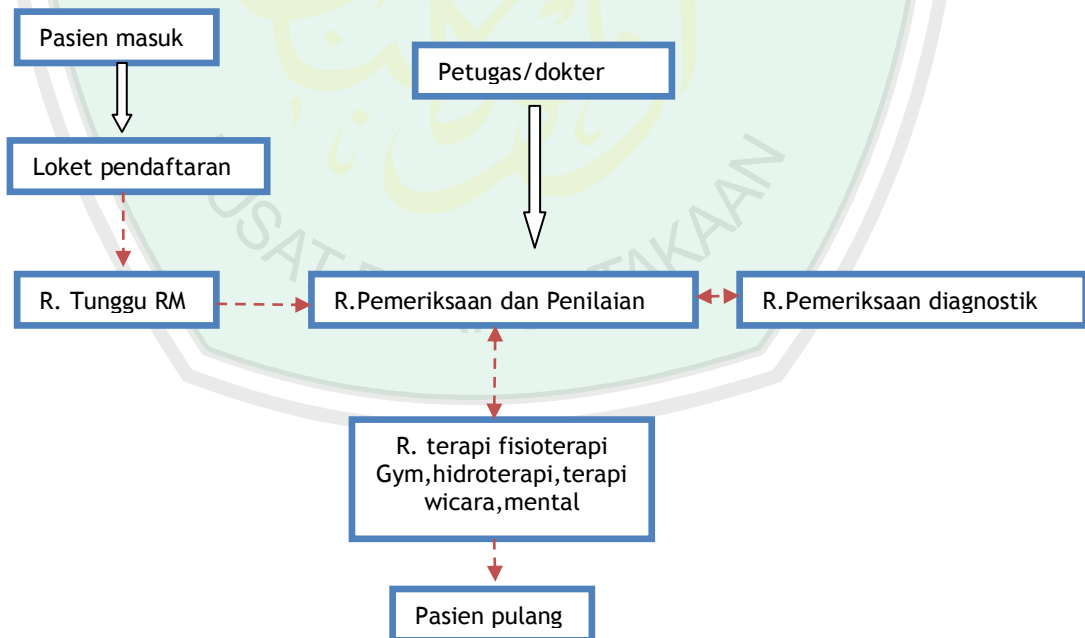 Pasien masuk
Petugas/dokter
Loket pendaftaran
R. Tunggu RM
R.Pemeriksaan dan Penilaian
R.Pemeriksaan diagnostik
R. terapi fisioterapi
Gym,hidroterapi,terapi
wicara,mental
Pasien pulang